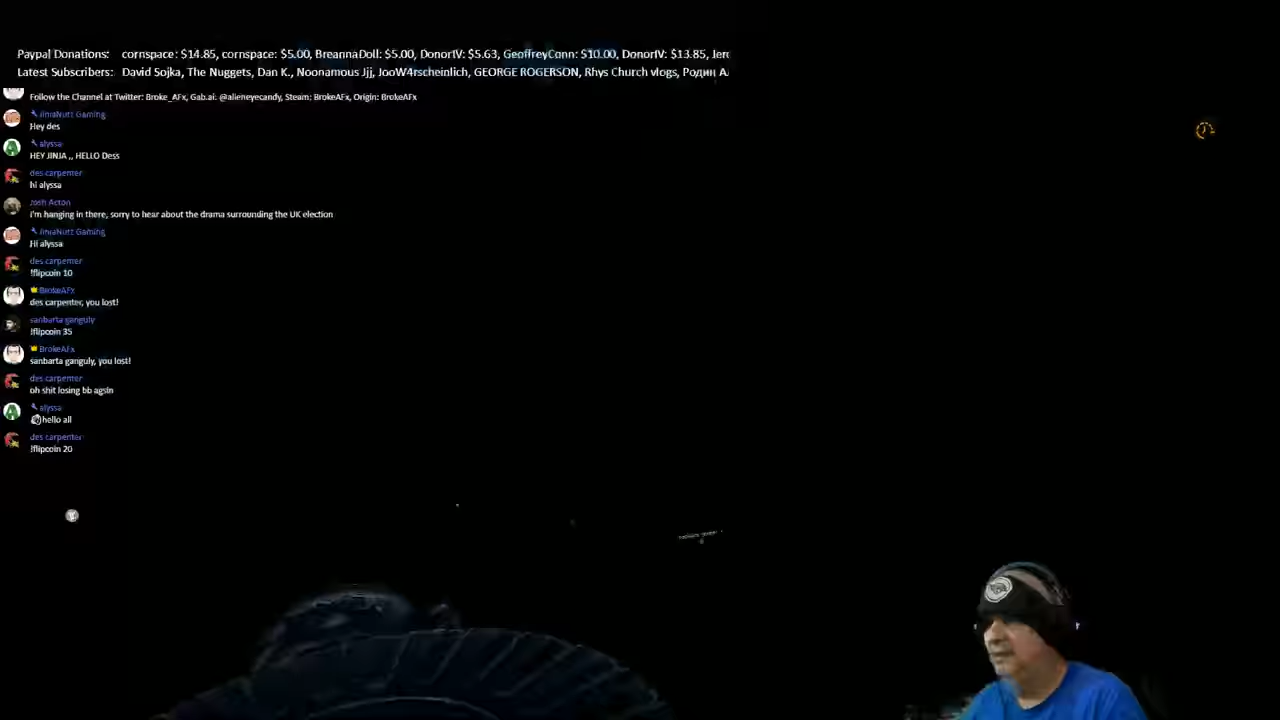 Paypal Donations: cornspace: $14.85, cornspace: $5.00, BreannaDoll: $5.00, DonorIV: $5.63, GeoffreyConn: $10.00, DonorIV: $13.85, Jer
Latest Subscribers: David Sojka, The Nuggets, Dan K., Noonamous Jjj, JooW4rscheinlich, GEORGE ROGERSON, Rhys Church vlogs, Родин А
Follow the Channel at Twitter: Broke_AFx, Gab.ai: @alieneyecandy, Steam: BrokeAFx, Origin: BrokeAFx
JinjaNutz Gaming
Hey des
alyssa
HEY JINJA ,, HELLO Dess
des carpenter
hi alyssa
Josh Acton
i'm hanging in there, sorry to hear about the drama surrounding the UK election
JinjaNutz Gaming
Hi alyssa
des carpenter
!flipcoin 10
BrokeAFx
des carpenter, you lost!
sanbarta ganguly
!flipcoin 35
BrokeAFx
sanbarta ganguly, you lost!
des carpenter
oh shit losing bb agsin
alyssa
hello all
des carpenter
!flipcoin 20